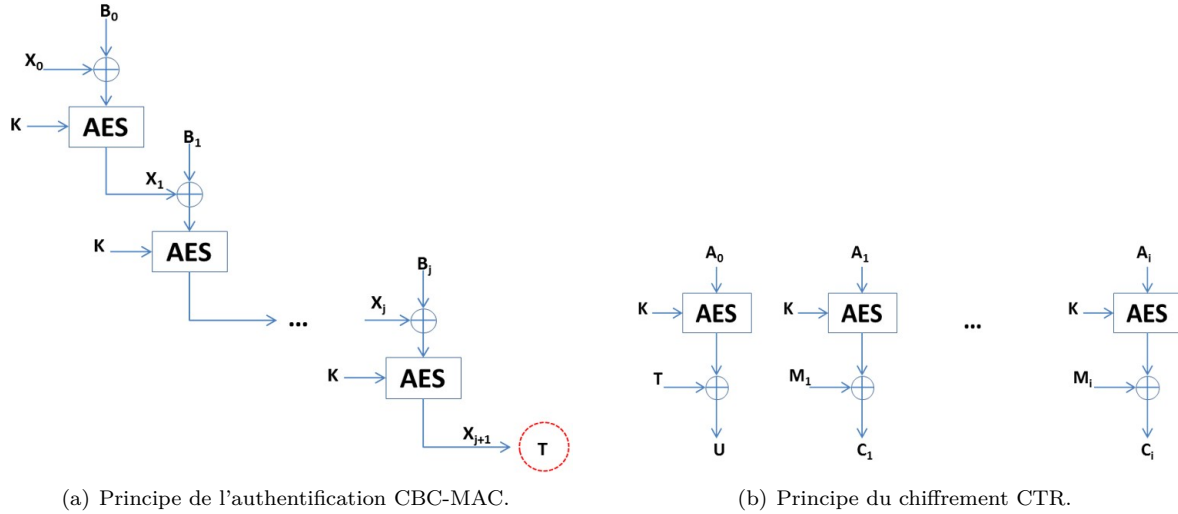 B0
X0
K
AES
B1
X1
K
AES
...
Bj
Xj
K
AES
Xj+1
T
(a) Principe de l'authentification CBC-MAC.
A0
K
AES
T
U
A1
K
AES
M1
C1
...
Ai
K
AES
Mi
Ci
(b) Principe du chiffrement CTR.